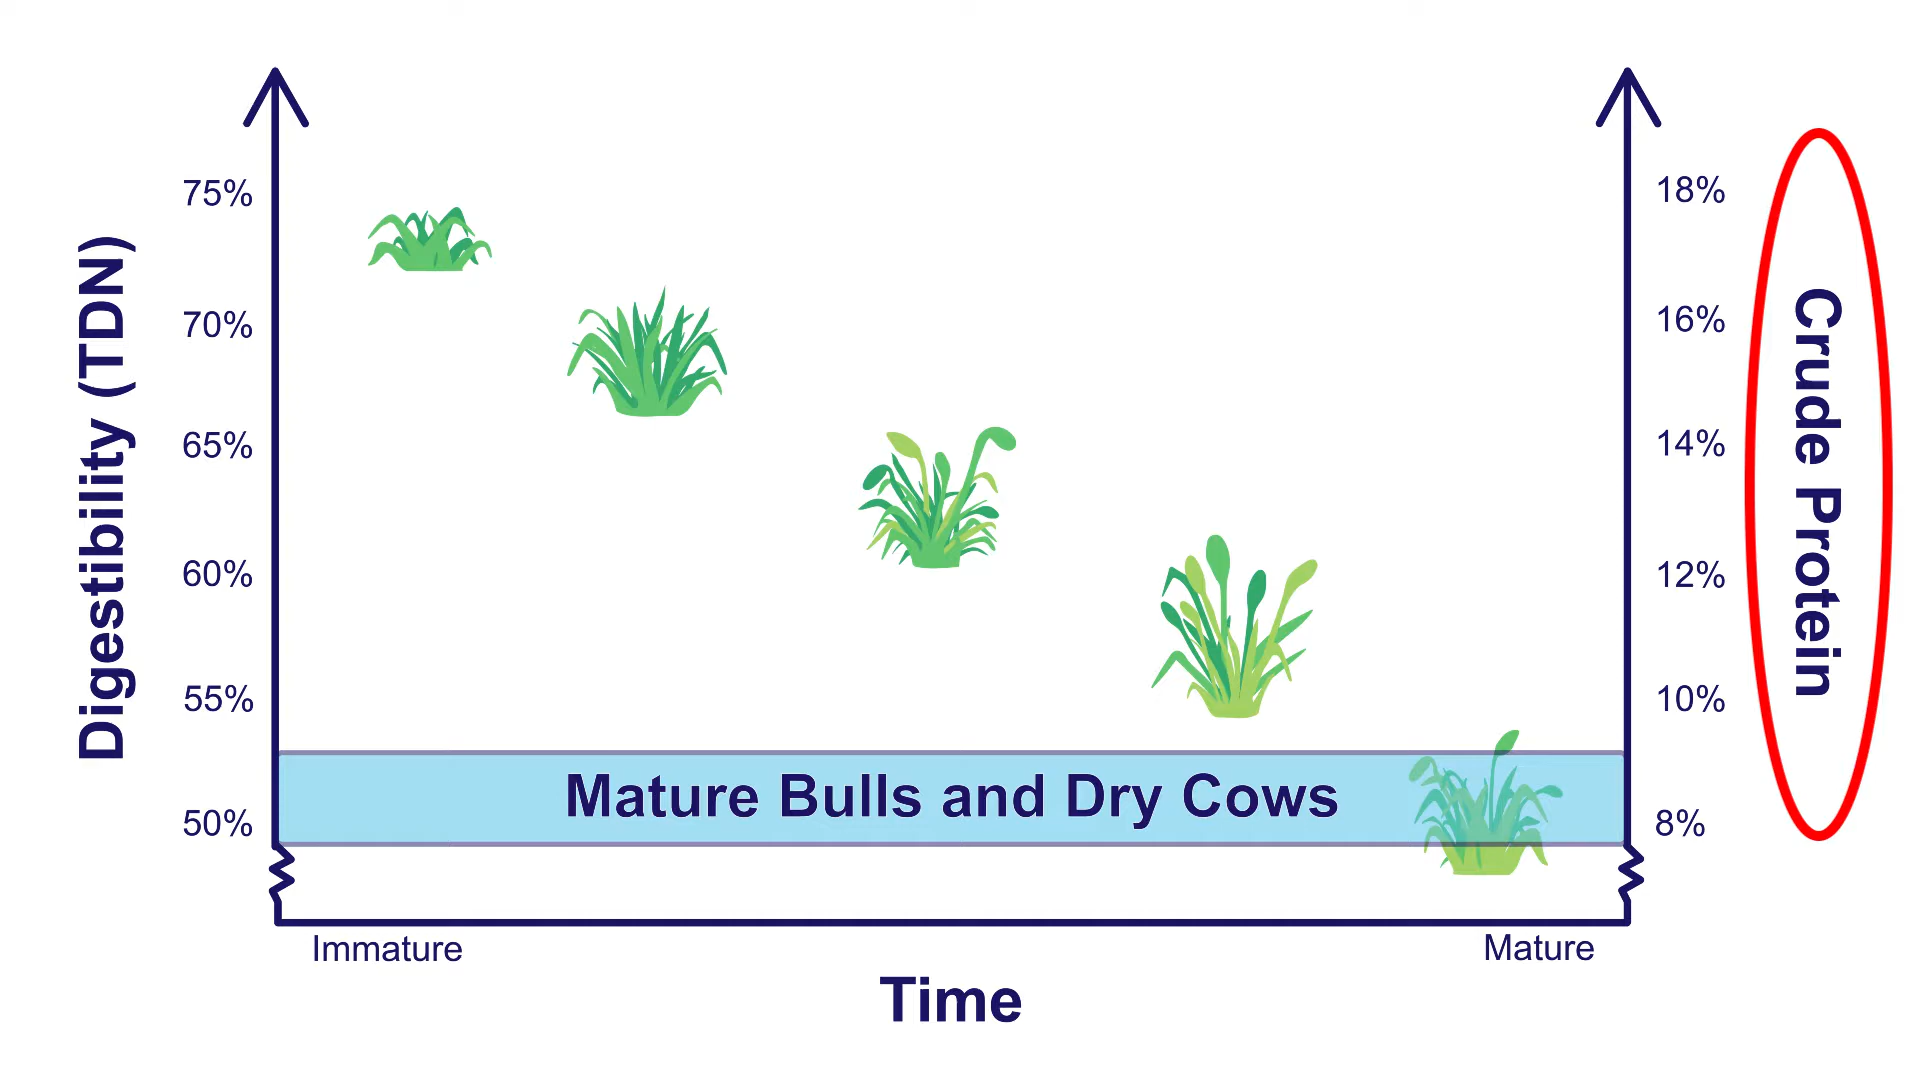 Digestibility (TDN)
75%
70%
65%
60%
55%
50%
Mature Bulls and Dry Cows
18%
16%
14%
12%
10%
8%
Crude Protein
Immature
Mature
Time